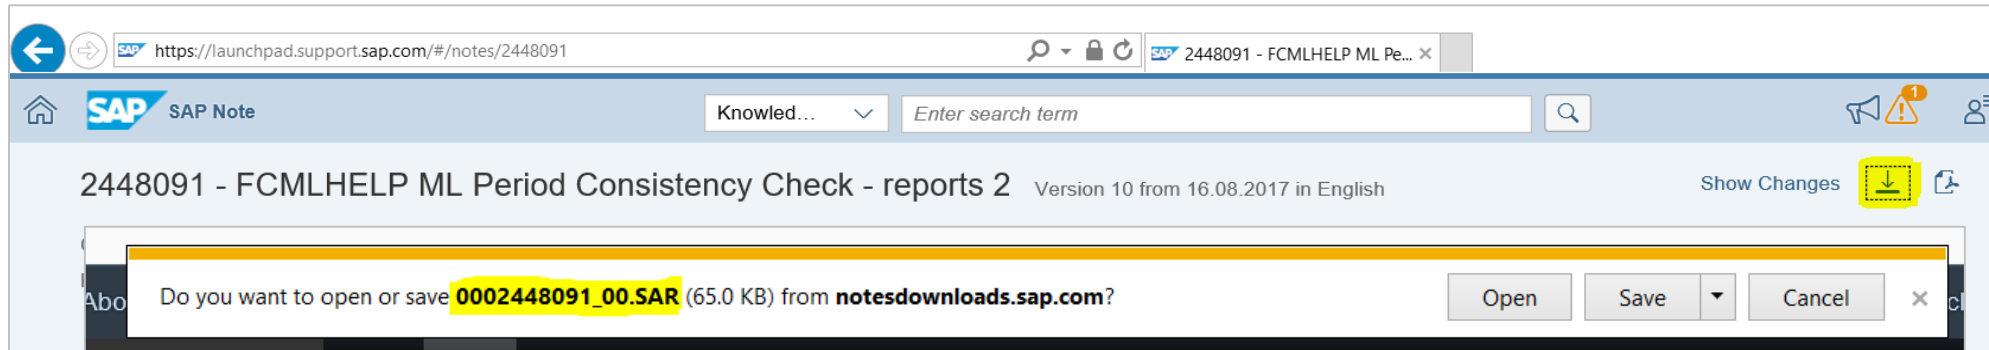 https://launchpad.support.sap.com/#/notes/2448091
2448091 - FCMLHELP ML Pe...
SAP SAP Note
Knowled...
Enter search term
1
2448091 - FCMLHELP ML Period Consistency Check - reports 2 Version 10 from 16.08.2017 in English
Show Changes
Abo
Do you want to open or save 0002448091_00.SAR (65.0 KB) from notesdownloads.sap.com?
Open
Save
Cancel